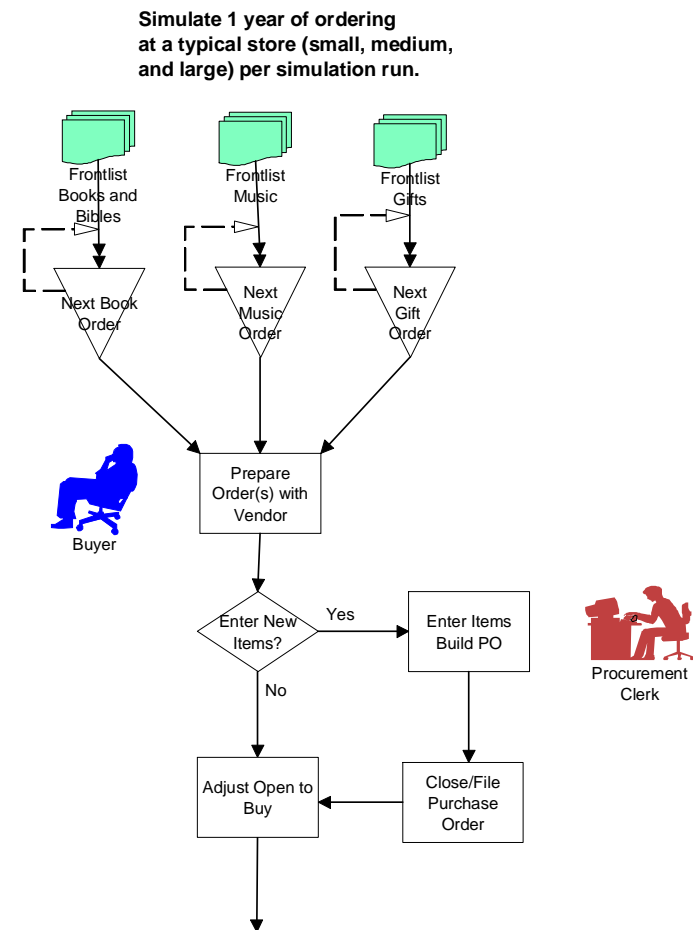 Simulate 1 year of ordering
at a typical store (small, medium,
and large) per simulation run.
Frontlist
Books and
Bibles
Frontlist
Music
Frontlist
Gifts
Next Book
Order
Next
Music
Order
Next
Gift
Order
Prepare
Order(s) with
Vendor
Buyer
Enter New
Items?
Yes
Enter Items
Build PO
Procurement
Clerk
No
Adjust Open to
Buy
Close/File
Purchase
Order